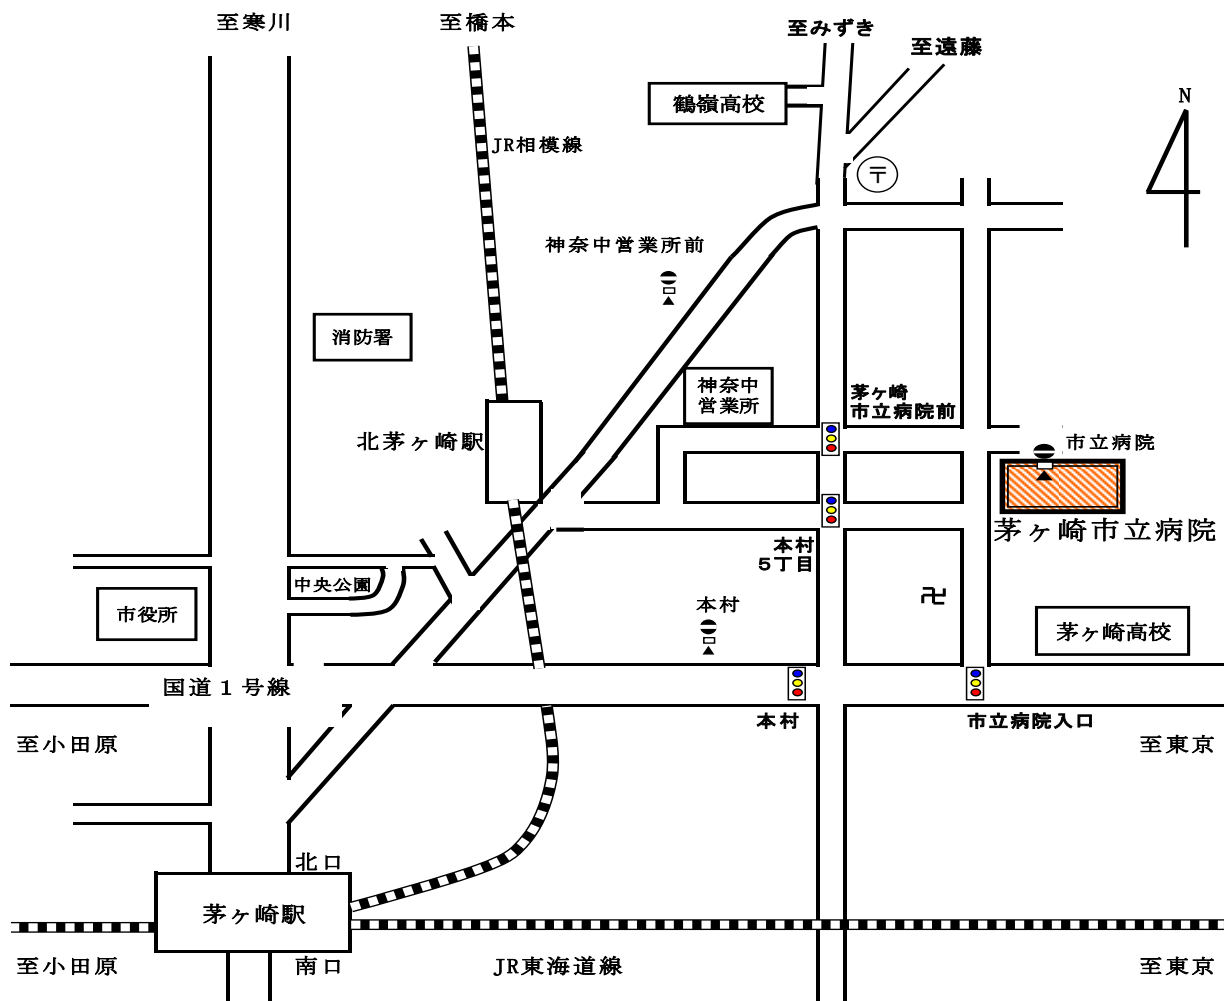 至寒川
至橋本
至みずき
至遠藤
鶴嶺高校
N
JR相模線
〒
神奈中営業所前
消防署
神奈中
営業所
茅ヶ崎
市立病院前
北茅ヶ崎駅
市立病院
茅ヶ崎市立病院
本村
5丁目
中央公園
卍
本村
市役所
茅ヶ崎高校
国道1号線
本村
市立病院入口
至小田原
至東京
北口
茅ヶ崎駅
至小田原
南口
JR東海道線
至東京